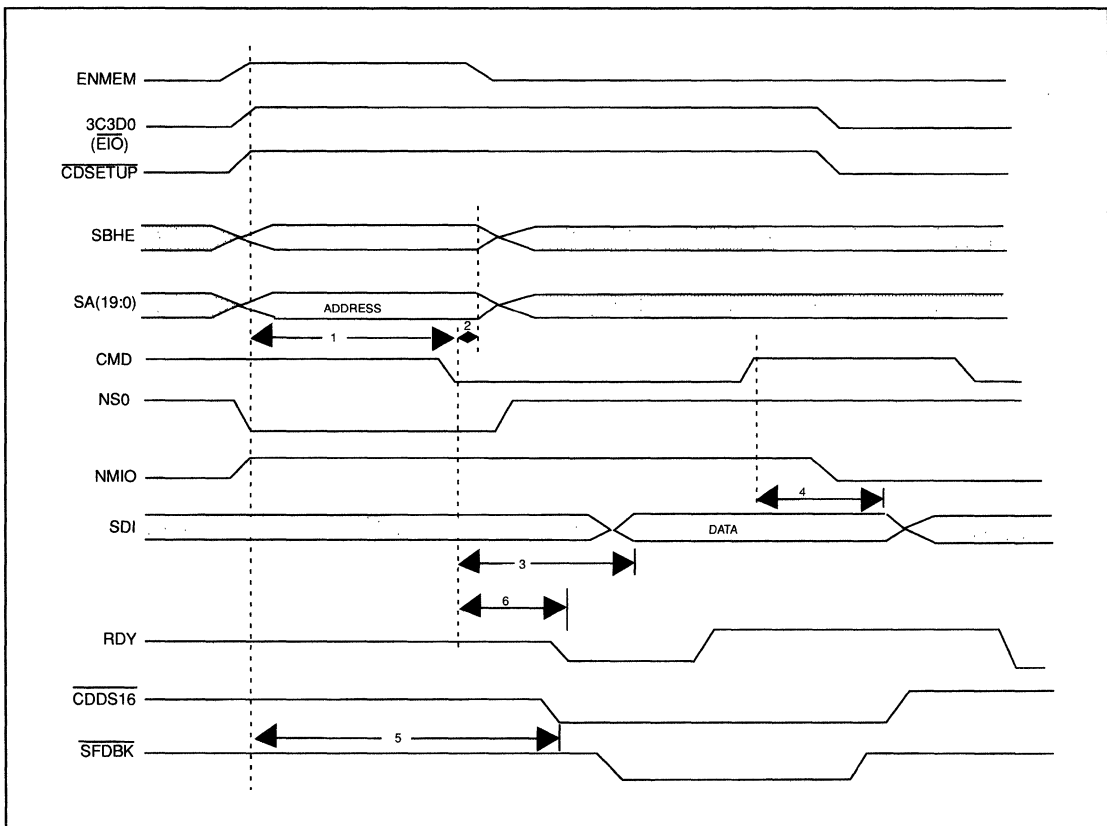 ENMEM
3C3D0
(EIO)
CDSETUP
SBHE
SA(19:0)
ADDRESS
1
2
CMD
NS0
NMIO
4
SDI
DATA
3
6
RDY
CDDS16
5
SFDBK